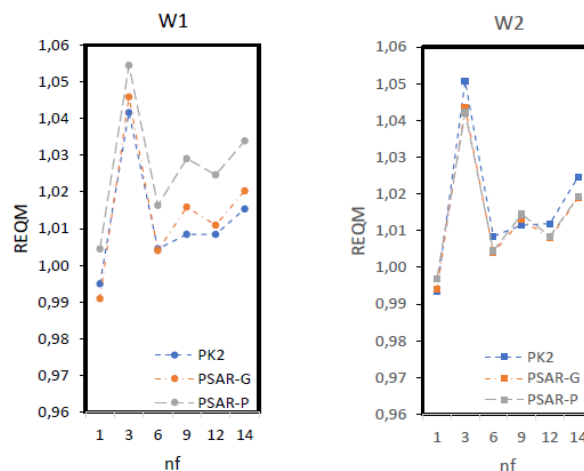 W1
1,06
1,05
1,04
1,03
1,02
1,01
1,00
0,99
0,98
0,97
0,96
REQM
PK2
PSAR-G
PSAR-P
1 3 6 9 12 14
nf
W2
1,06
1,05
1,04
1,03
1,02
1,01
1,00
0,99
0,98
0,97
0,96
REQM
PK2
PSAR-G
PSAR-P
1 3 6 9 12 14
nf